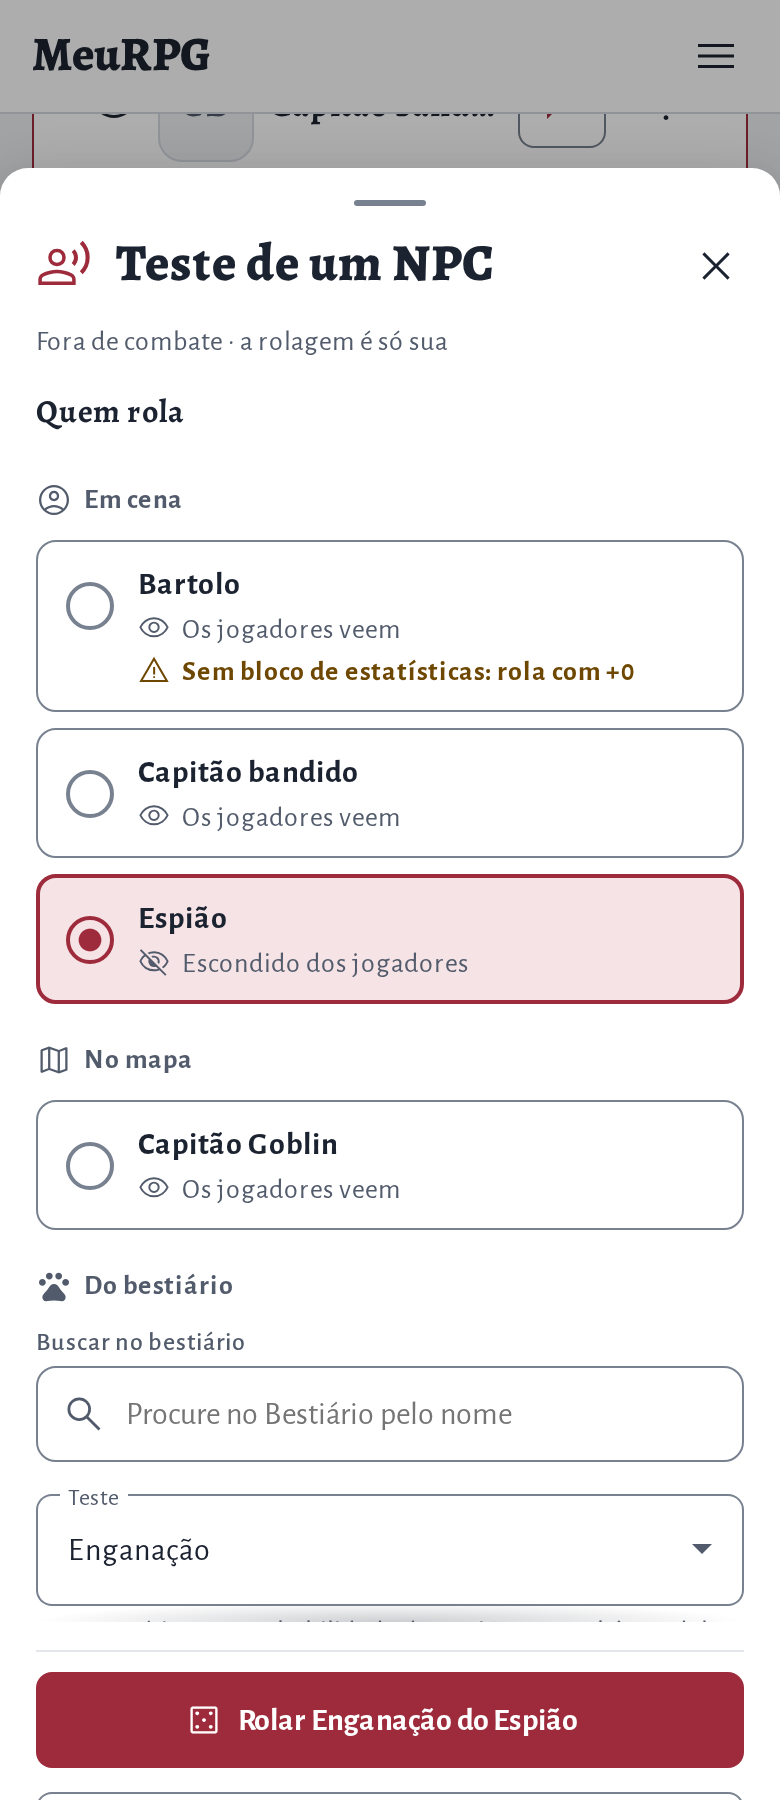 MeuRPG
Teste de um NPC
Fora de combate · a rolagem é só sua
Quem rola
Em cena
Bartolo
Os jogadores veem
Sem bloco de estatísticas: rola com +0
Capitão bandido
Os jogadores veem
Espião
Escondido dos jogadores
No mapa
Capitão Goblin
Os jogadores veem
Do bestiário
Buscar no bestiário
Procure no Bestiário pelo nome
Teste
Enganação
Rolar Enganação do Espião